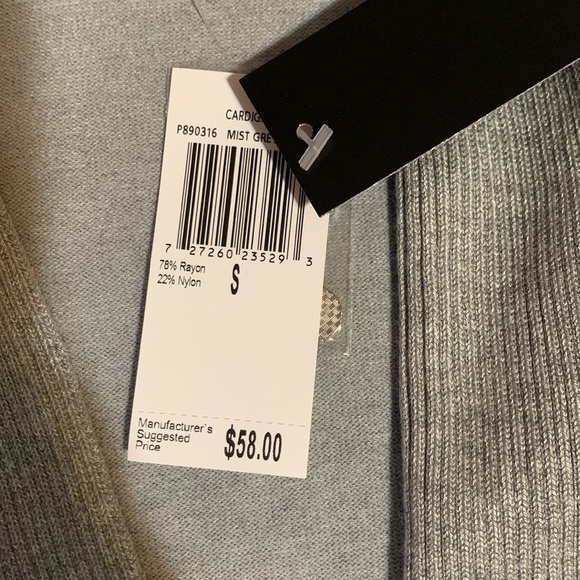 CARDIG
P890316 MIST GRE
7 27260 23529 3
78% Rayon
22% Nylon
S
Manufacturer`s
Suggested
Price
$58.00